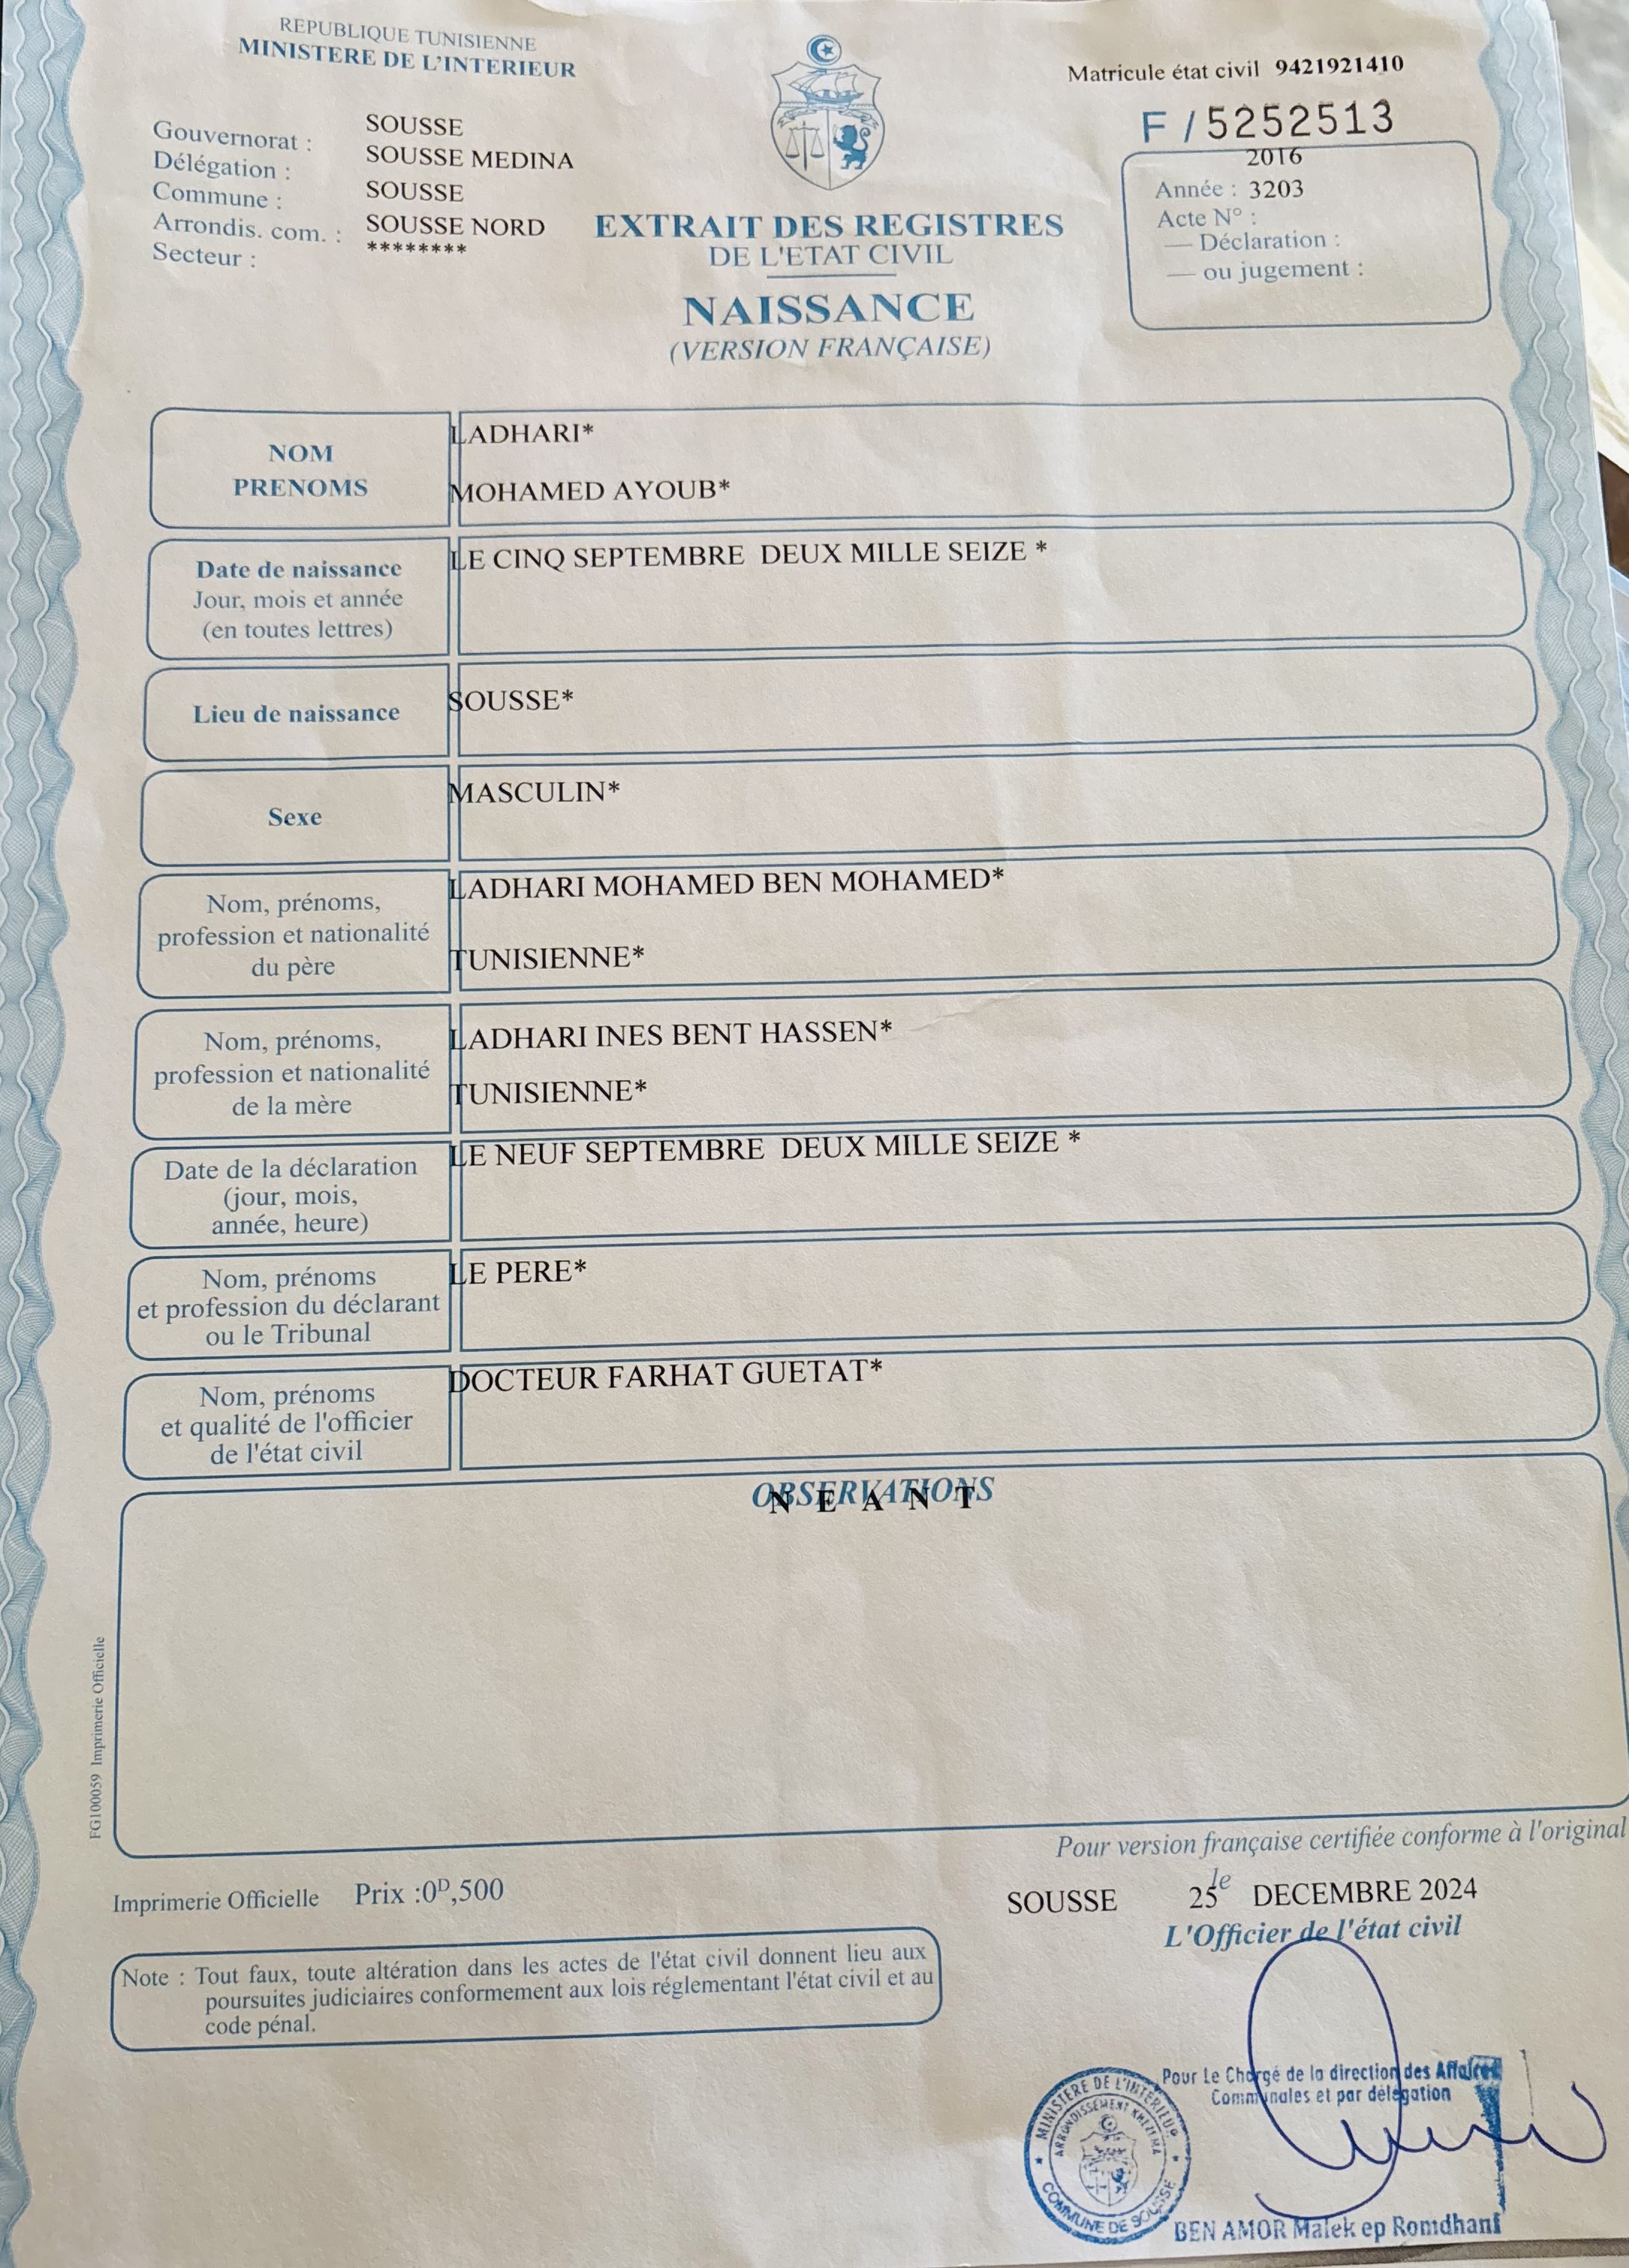 REPUBLIQUE TUNISIENNE
MINISTERE DE L'INTERIEUR
Gouvernorat : SOUSSE
Délégation : SOUSSE MEDINA
Commune : SOUSSE
Arrondis. com. : SOUSSE NORD
Secteur : ********
Matricule état civil 9421921410
F / 5252513
2016
Année : 3203
Acte N° :
— Déclaration :
— ou jugement :
EXTRAIT DES REGISTRES
DE L'ETAT CIVIL
NAISSANCE
(VERSION FRANÇAISE)
NOM
PRENOMS
LADHARI*
MOHAMED AYOUB*
Date de naissance
Jour, mois et année
(en toutes lettres)
LE CINQ SEPTEMBRE DEUX MILLE SEIZE *
Lieu de naissance
SOUSSE*
Sexe
MASCULIN*
Nom, prénoms,
profession et nationalité
du père
LADHARI MOHAMED BEN MOHAMED*
TUNISIENNE*
Nom, prénoms,
profession et nationalité
de la mère
LADHARI INES BENT HASSEN*
TUNISIENNE*
Date de la déclaration
(jour, mois,
année, heure)
LE NEUF SEPTEMBRE DEUX MILLE SEIZE *
Nom, prénoms
et profession du déclarant
ou le Tribunal
LE PERE*
Nom, prénoms
et qualité de l'officier
de l'état civil
DOCTEUR FARHAT GUETAT*
OBSERVATIONS
N E A N T
FG100059 Imprimerie Officielle
Pour version française certifiée conforme à l'original
Imprimerie Officielle Prix :0D,500
SOUSSE le 25 DECEMBRE 2024
L'Officier de l'état civil
Note : Tout faux, toute altération dans les actes de l'état civil donnent lieu aux
poursuites judiciaires conformement aux lois réglementant l'état civil et au
code pénal.
Pour Le Chargé de la direction des Affaires
Communales et par délégation
MINISTERE DE L'INTERIEUR
ARRONDISSEMENT KHEZEMA
COMMUNE DE SOUSSE
BEN AMOR Malek ep Romdhani